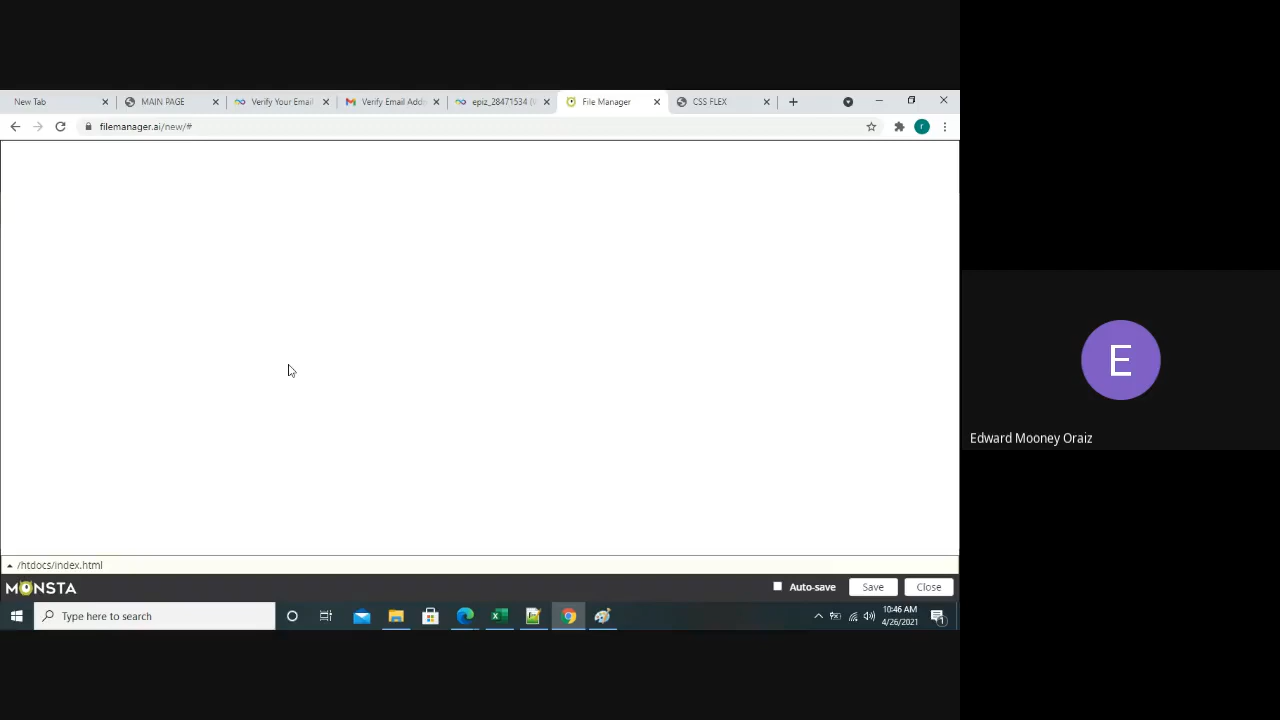 New Tab
MAIN PAGE
Verify Your Email
Verify Email Addr
epiz_28471534 (V
File Manager
CSS FLEX
filemanager.ai/new/#
r
E
Edward Mooney Oraiz
/htdocs/index.html
MONSTA
Auto-save
Save
Close
Type here to search
10:46 AM
4/26/2021
1